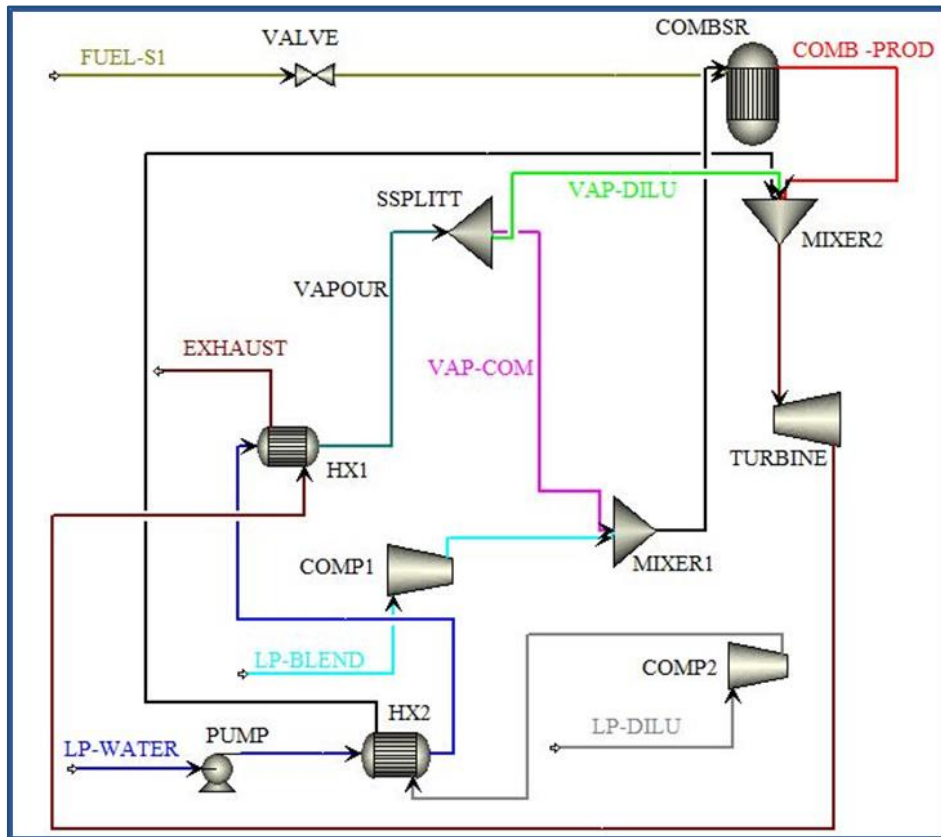 COMBSR
VALVE
FUEL-S1
COMB -PROD
VAP-DILU
SSPLITT
MIXER2
VAPOUR
EXHAUST
VAP-COM
TURBINE
HX1
COMP1
MIXER1
LP-BLEND
COMP2
HX2
LP-DILU
PUMP
LP-WATER